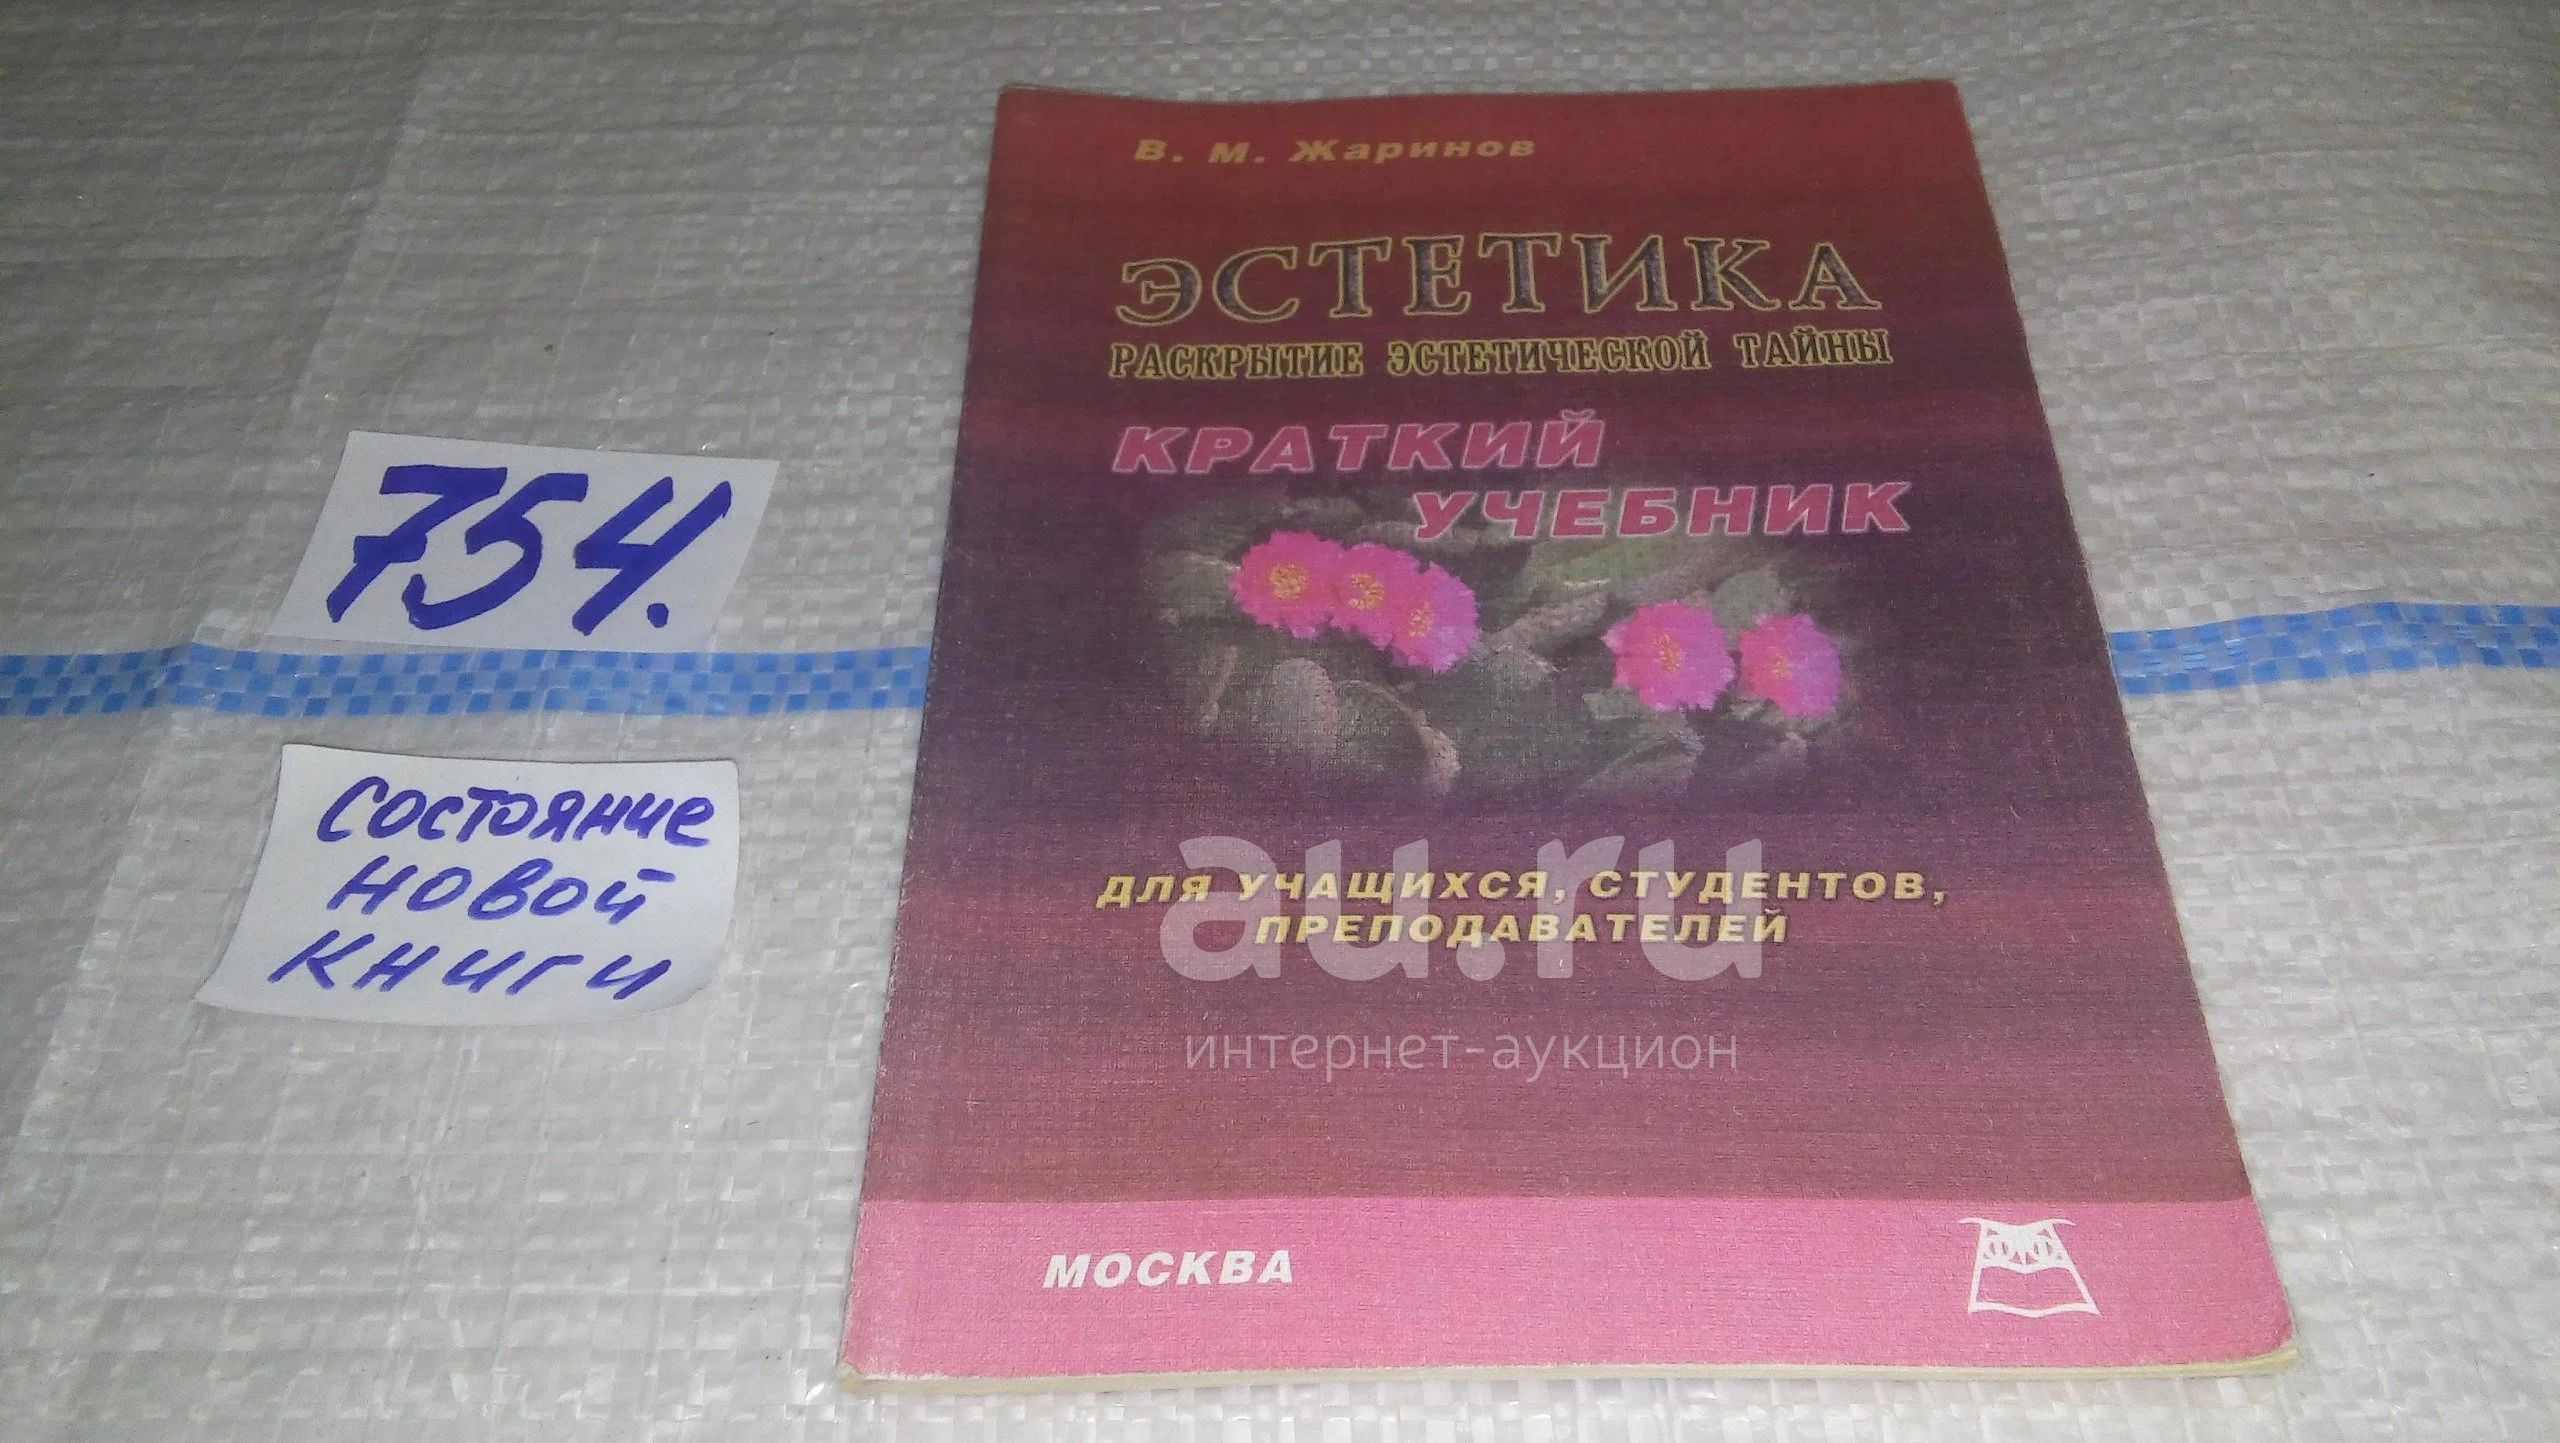 В. М. Жаринов
ЭСТЕТИКА
РАСКРЫТИЕ ЭСТЕТИЧЕСКОЙ ТАЙНЫ
КРАТКИЙ
УЧЕБНИК
754.
состояние
новой
книги
ДЛЯ УЧАЩИХСЯ, СТУДЕНТОВ,
ПРЕПОДАВАТЕЛЕЙ
au.ru
интернет-аукцион
МОСКВА